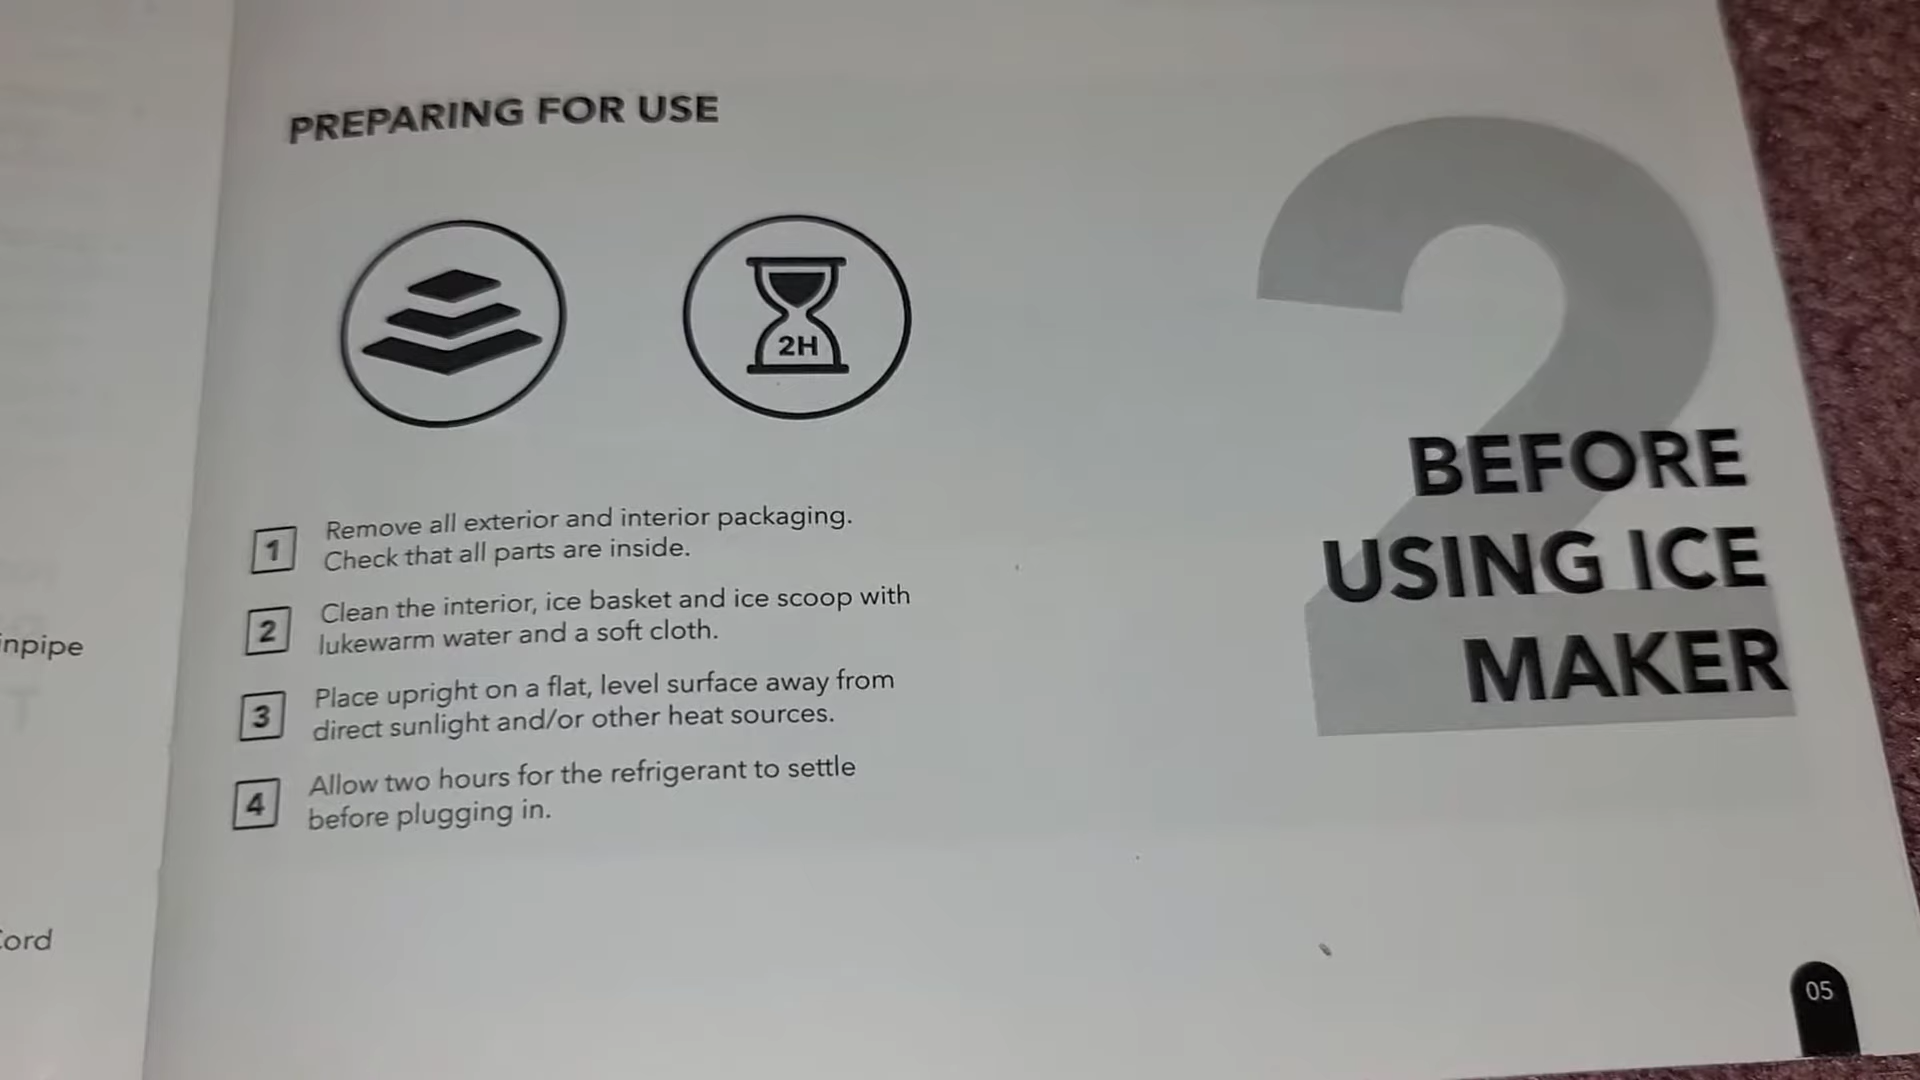 PREPARING FOR USE
2H
1
Remove all exterior and interior packaging.
Check that all parts are inside.
2
Clean the interior, ice basket and ice scoop with
lukewarm water and a soft cloth.
3
Place upright on a flat, level surface away from
direct sunlight and/or other heat sources.
4
Allow two hours for the refrigerant to settle
before plugging in.
2
BEFORE
USING ICE
MAKER
05
inpipe
Cord